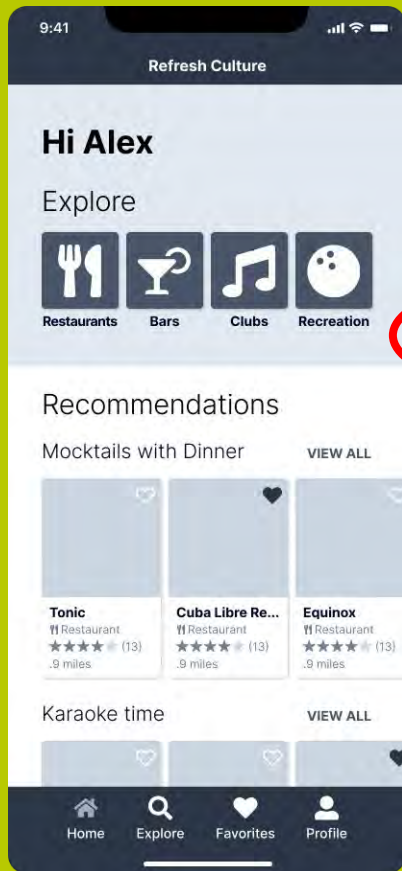 9:41
Refresh Culture
Hi Alex
Explore
Restaurants Bars Clubs Recreation
Recommendations
Mocktails with Dinner VIEW ALL
Tonic Cuba Libre Re... Equinox
Restaurant Restaurant Restaurant
(13) (13) (13)
.9 miles .9 miles .9 miles
Karaoke time VIEW ALL
Home Explore Favorites Profile